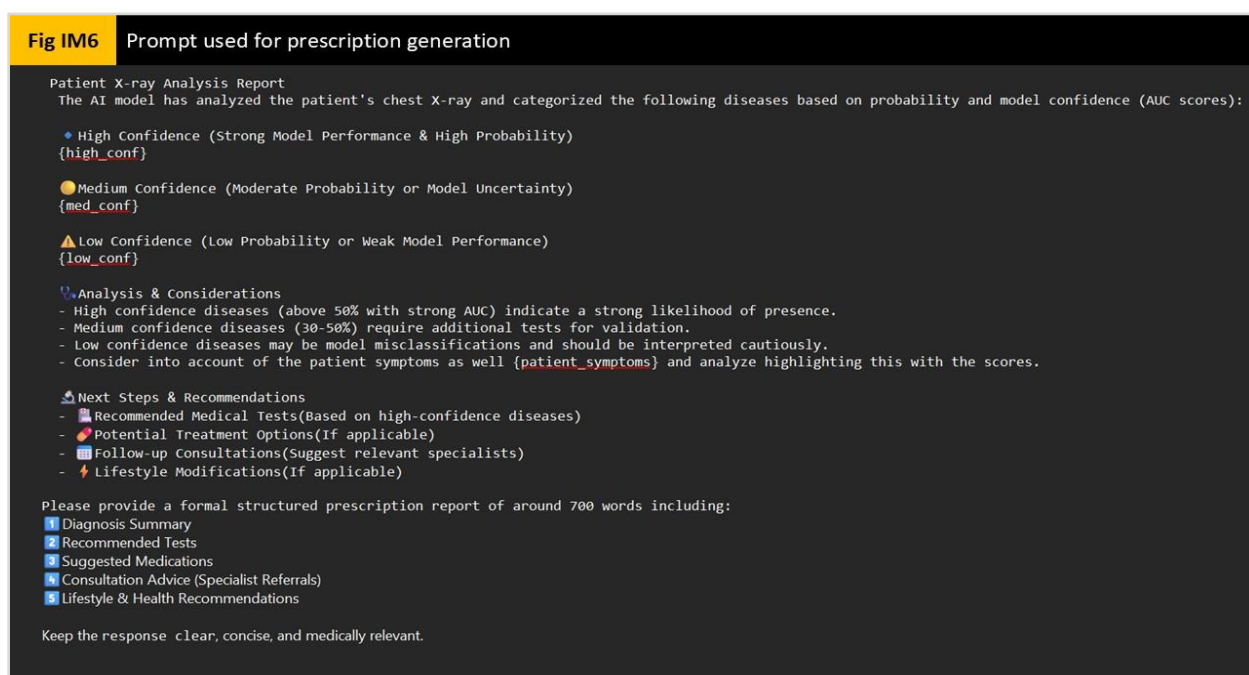 Fig IM6 Prompt used for prescription generation
Patient X-ray Analysis Report
The AI model has analyzed the patient's chest X-ray and categorized the following diseases based on probability and model confidence (AUC scores):
🔹High Confidence (Strong Model Performance & High Probability)
{high_conf}
🟡Medium Confidence (Moderate Probability or Model Uncertainty)
{med_conf}
⚠️Low Confidence (Low Probability or Weak Model Performance)
{low_conf}
🩺Analysis & Considerations
- High confidence diseases (above 50% with strong AUC) indicate a strong likelihood of presence.
- Medium confidence diseases (30-50%) require additional tests for validation.
- Low confidence diseases may be model misclassifications and should be interpreted cautiously.
- Consider into account of the patient symptoms as well {patient_symptoms} and analyze highlighting this with the scores.
🔬Next Steps & Recommendations
- 🏥Recommended Medical Tests(Based on high-confidence diseases)
- 💊Potential Treatment Options(If applicable)
- 📅Follow-up Consultations(Suggest relevant specialists)
- ⚡Lifestyle Modifications(If applicable)
Please provide a formal structured prescription report of around 700 words including:
1️⃣Diagnosis Summary
2️⃣Recommended Tests
3️⃣Suggested Medications
4️⃣Consultation Advice (Specialist Referrals)
5️⃣Lifestyle & Health Recommendations
Keep the response clear, concise, and medically relevant.